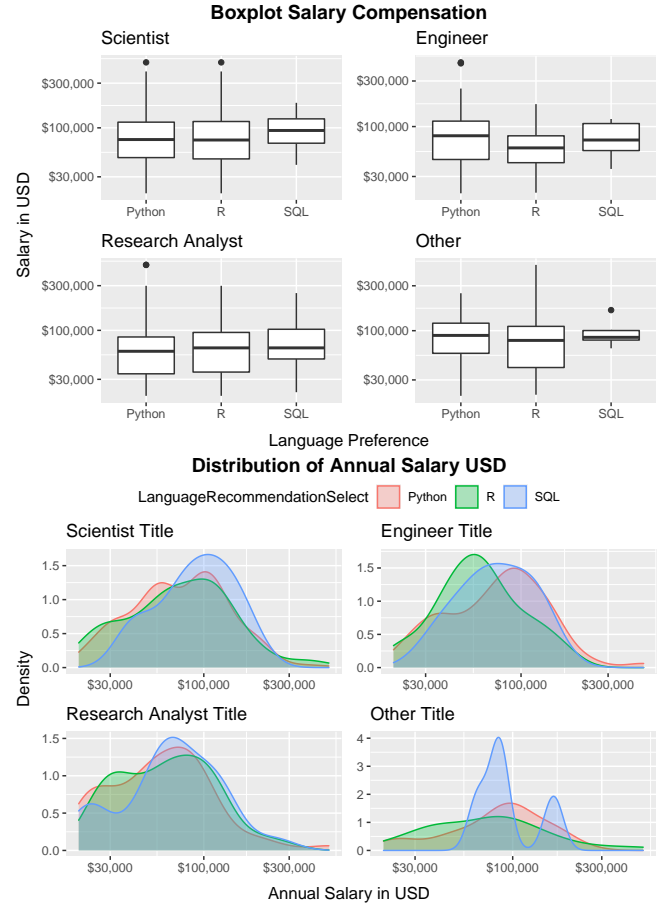 Boxplot Salary Compensation
Scientist
Engineer
Salary in USD
$300,000
$100,000
$30,000
Python
R
SQL
$300,000
$100,000
$30,000
Python
R
SQL
Research Analyst
Other
$300,000
$100,000
$30,000
Python
R
SQL
$300,000
$100,000
$30,000
Python
R
SQL
Language Preference
Distribution of Annual Salary USD
LanguageRecommendationSelect Python R SQL
Scientist Title
Engineer Title
Density
1.5
1.0
0.5
0.0
$30,000 $100,000 $300,000
1.5
1.0
0.5
0.0
$30,000 $100,000 $300,000
Research Analyst Title
Other Title
1.5
1.0
0.5
0.0
$30,000 $100,000 $300,000
4
3
2
1
0
$30,000 $100,000 $300,000
Annual Salary in USD